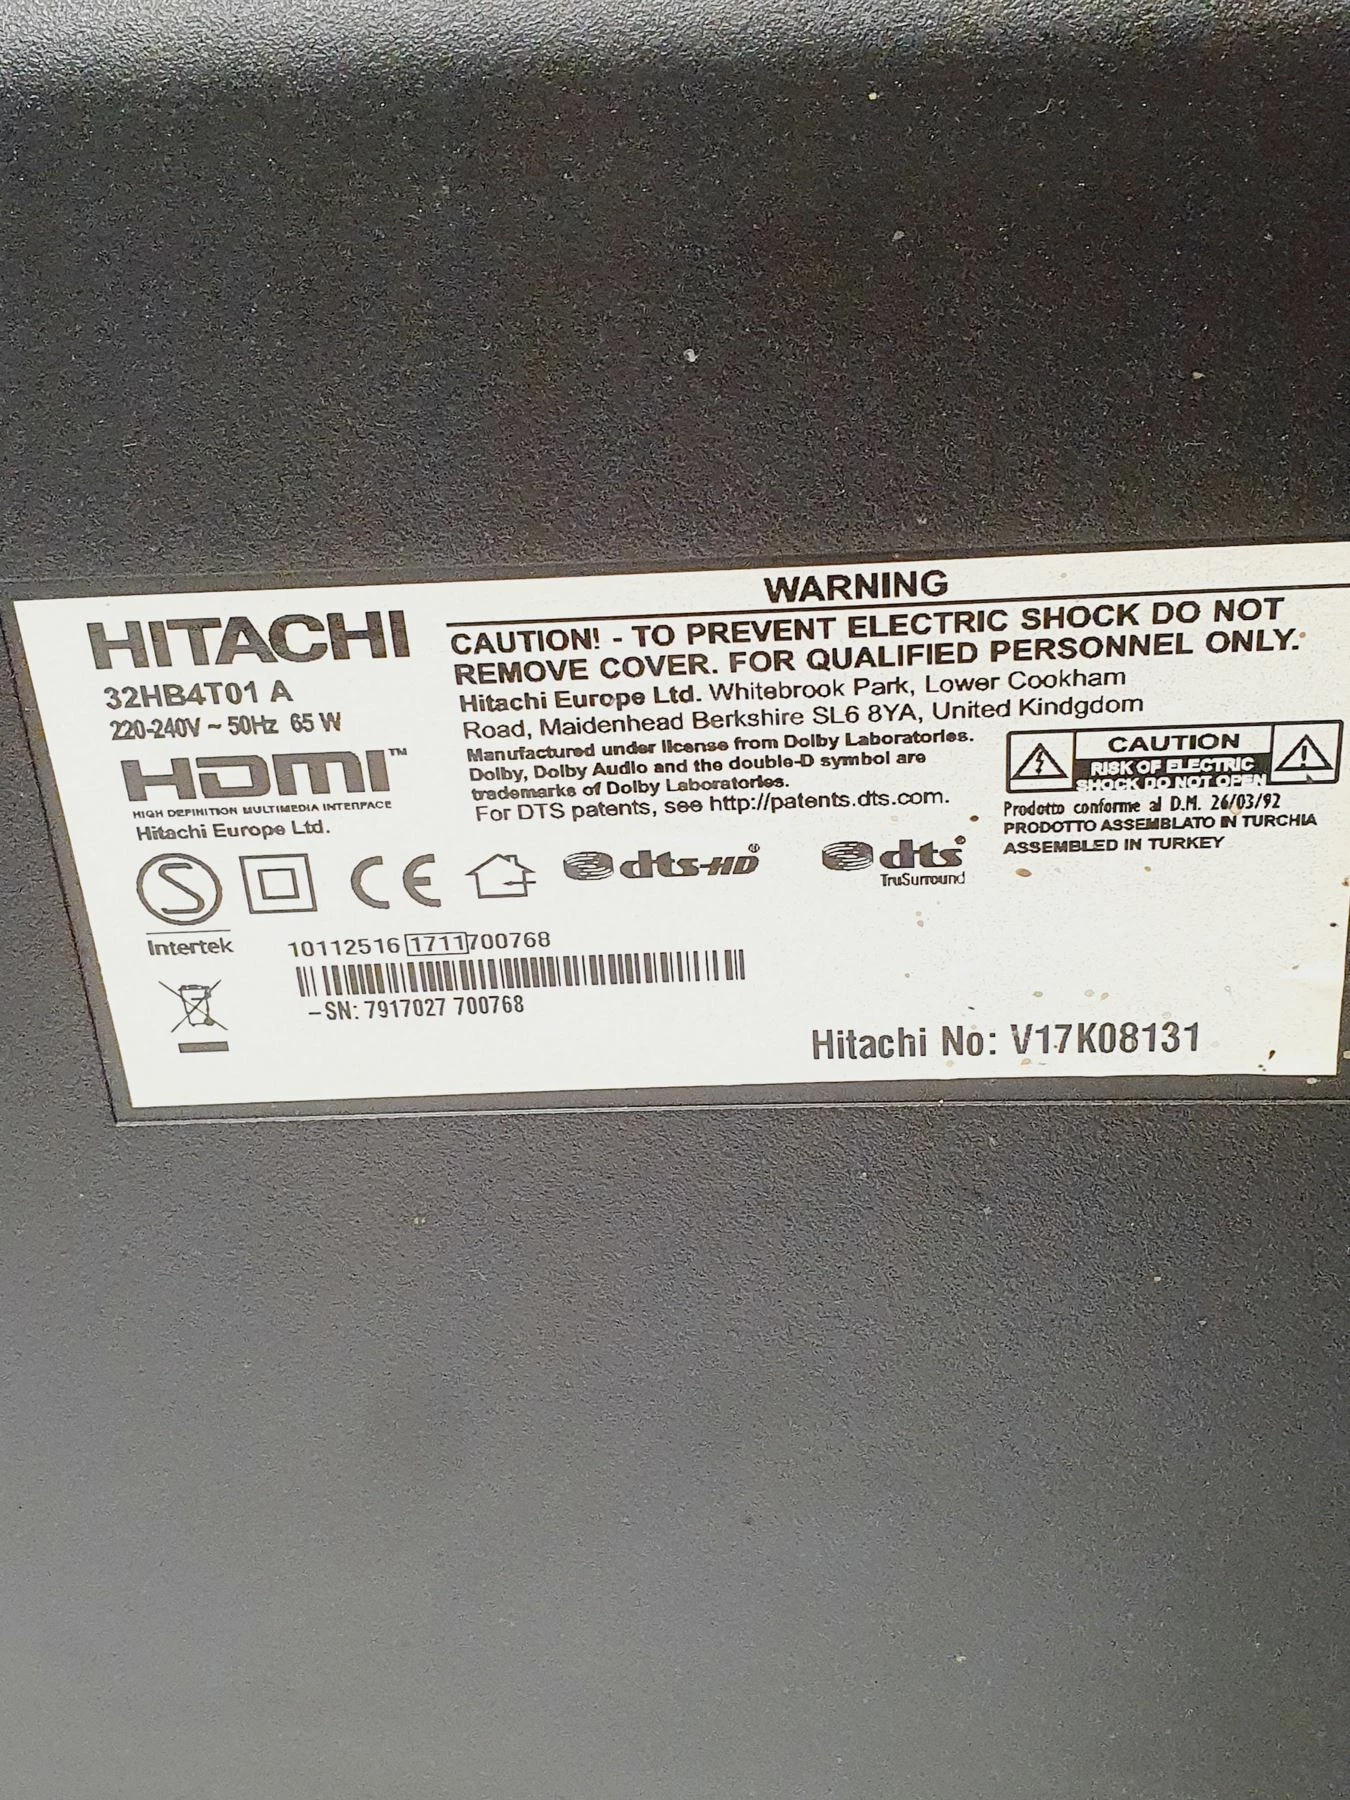 WARNING
HITACHI
32HB4T01 A
220-240V ~ 50Hz 65 W
HDMI™
HIGH DEFINITION MULTIMEDIA INTERFACE
Hitachi Europe Ltd.
CAUTION! - TO PREVENT ELECTRIC SHOCK DO NOT
REMOVE COVER. FOR QUALIFIED PERSONNEL ONLY.
Hitachi Europe Ltd. Whitebrook Park, Lower Cookham
Road, Maidenhead Berkshire SL6 8YA, United Kindgdom
Manufactured under license from Dolby Laboratories.
Dolby, Dolby Audio and the double-D symbol are
trademarks of Dolby Laboratories.
For DTS patents, see http://patents.dts.com.
CAUTION
RISK OF ELECTRIC
SHOCK DO NOT OPEN
Prodotto conforme al D.M. 26/03/92
PRODOTTO ASSEMBLATO IN TURCHIA
ASSEMBLED IN TURKEY
S
Intertek
CE
dts-HD®
dts®
TruSurround
10112516 1711 700768
–SN: 7917027 700768
Hitachi No: V17K08131